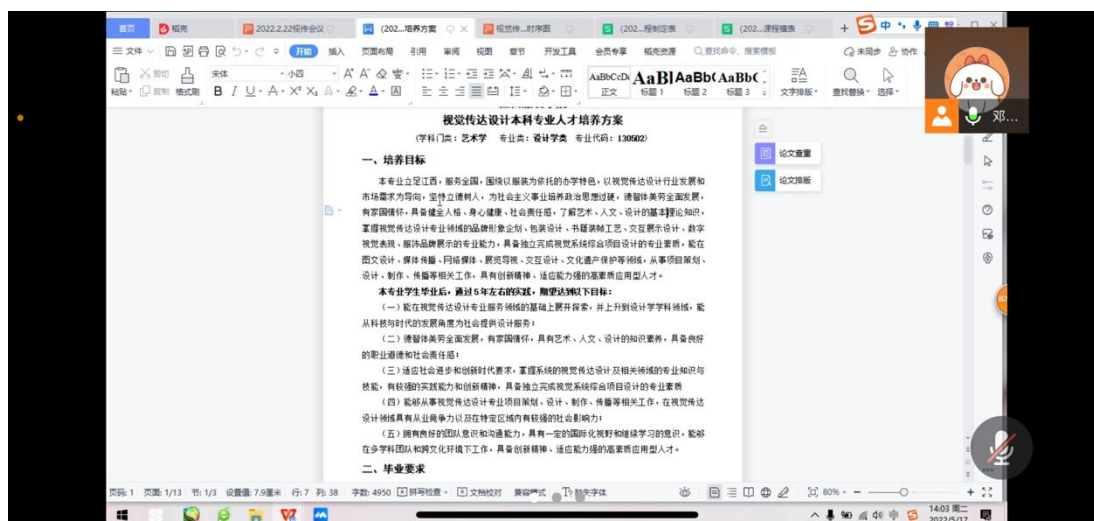 首页 稻壳 2022.2.22视传会议 (202...培养方案 视觉传...时序图 (202...程制定表 (202...课程檀表 +
文件 开始 插入 页面布局 引用 审阅 视图 章节 开发工具 会员专享 稻壳资源 查找命令、搜索模板 未同步 协作
粘贴 剪切 复制 格式刷 宋体 小四 AaBbCcDd AaBl AaBb( AaBbC( 正文 标题 1 标题 2 标题 3 文字排版 查找替换 选择
邓...
视觉传达设计本科专业人才培养方案
(学科门类：艺术学 专业类：设计学类 专业代码：130502)
一、培养目标
论文查重
论文排版
本专业立足江西，服务全国，围绕以服装为依托的办学特色，以视觉传达设计行业发展和
市场需求为导向，坚持立德树人，为社会主义事业培养政治思想过硬，德智体美劳全面发展，
有家国情怀，具备健全人格、身心健康、社会责任感，了解艺术、人文、设计的基本理论知识，
掌握视觉传达设计专业领域的品牌形象企划、包装设计、书籍装帧工艺、交互展示设计、数字
视觉表现、服饰品牌展示的专业能力，具备独立完成视觉系统综合项目设计的专业素质，能在
图文设计、媒体传播、网络媒体、展览导视、交互设计、文化遗产保护等领域，从事项目策划、
设计、制作、传播等相关工作，具有创新精神、适应能力强的高素质应用型人才。
本专业学生毕业后，通过 5 年左右的实践，期望达到以下目标：
（一）能在视觉传达设计专业服务领域的基础上展开探索，并上升到设计学学科领域，能
从科技与时代的发展角度为社会提供设计服务；
（二）德智体美劳全面发展，有家国情怀，具有艺术、人文、设计的知识素养，具备良好
的职业道德和社会责任感；
（三）适应社会进步和创新时代要求，掌握系统的视觉传达设计及相关领域的专业知识与
技能，有较强的实践能力和创新精神，具备独立完成视觉系统综合项目设计的专业素质
（四）能够从事视觉传达设计专业项目策划、设计、制作、传播等相关工作，在视觉传达
设计领域具有从业竞争力以及在特定区域内有较强的社会影响力；
（五）拥有良好的团队意识和沟通能力，具有一定的国际化视野和继续学习的意识，能够
在多学科团队和跨文化环境下工作，具备创新精神、适应能力强的高素质应用型人才。
二、毕业要求
页码: 1 页面: 1/13 节: 1/3 设置值: 7.9厘米 行: 7 列: 38 字数: 4950 拼写检查 文档校对 兼容模式 缺失字体 80%
14:03 周二
2022/5/17